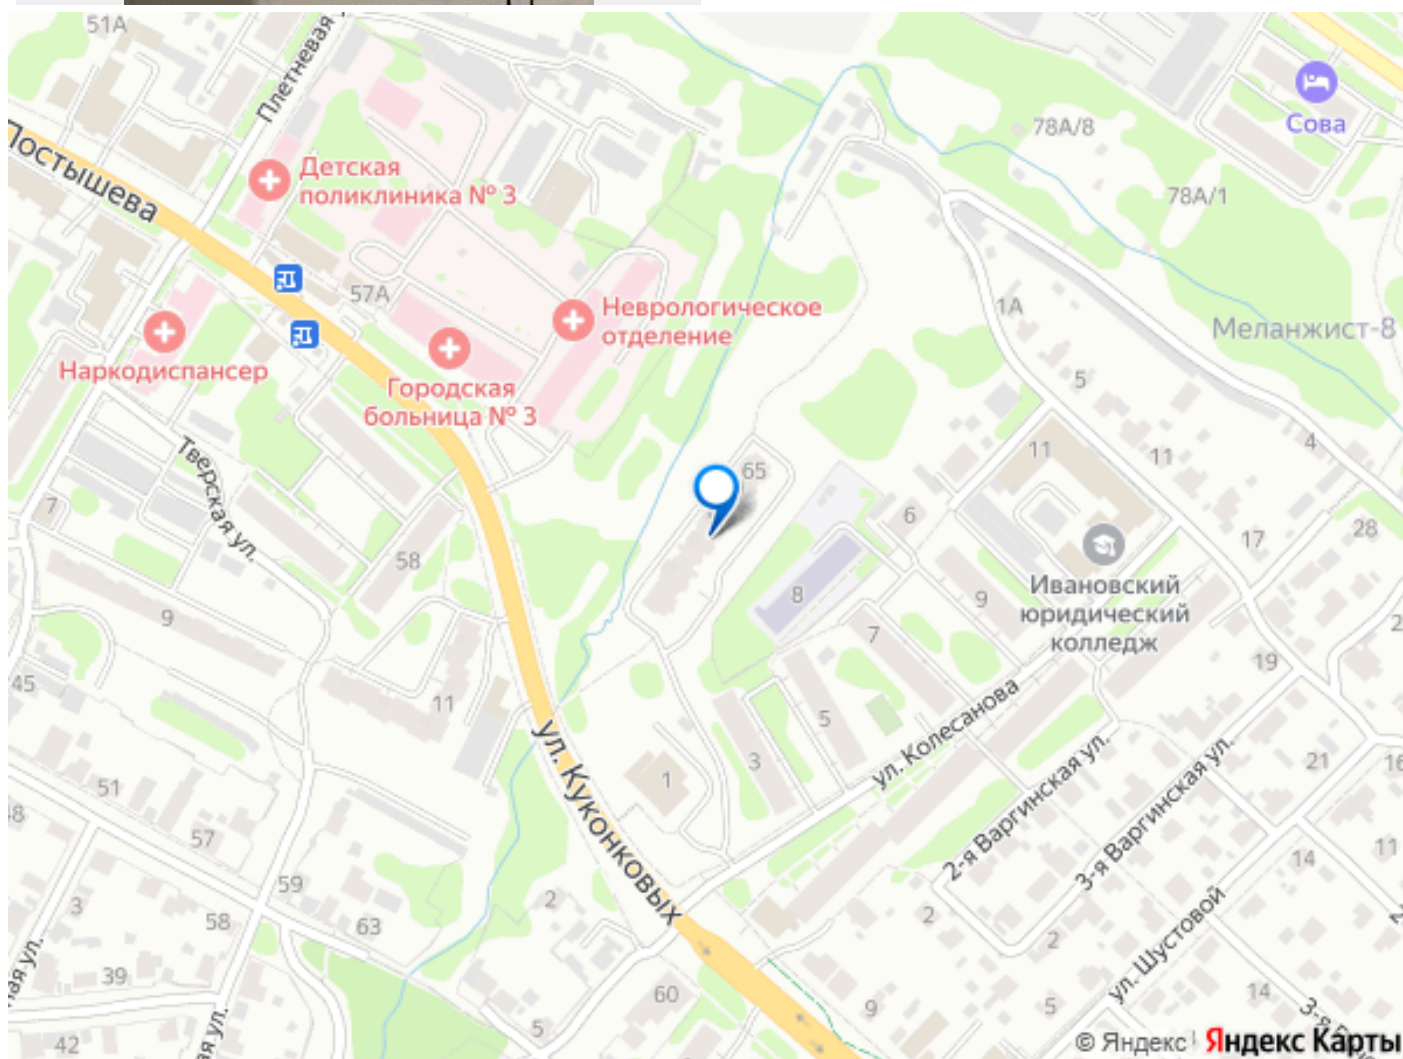 51А
Плетневая
Постышева
Детская
поликлиника № 3
57А
Наркодиспансер
Городская
больница № 3
Неврологическое
отделение
Сова
78А/8
78А/1
1А
Меланжист-8
5
4
11
11
65
6
17
28
Тверская ул.
7
58
8
9
Ивановский
юридический
колледж
9
7
19
45
11
5
3
1
ул. Колесанова
ул. Куконковых
2-я Варгинская ул.
3-я Варгинская ул.
21
16
51
57
59
14
11
3
58
63
2
2
2
ул. Шустовой
39
60
9
5
14
42
5
© Яндекс Яндекс Карты